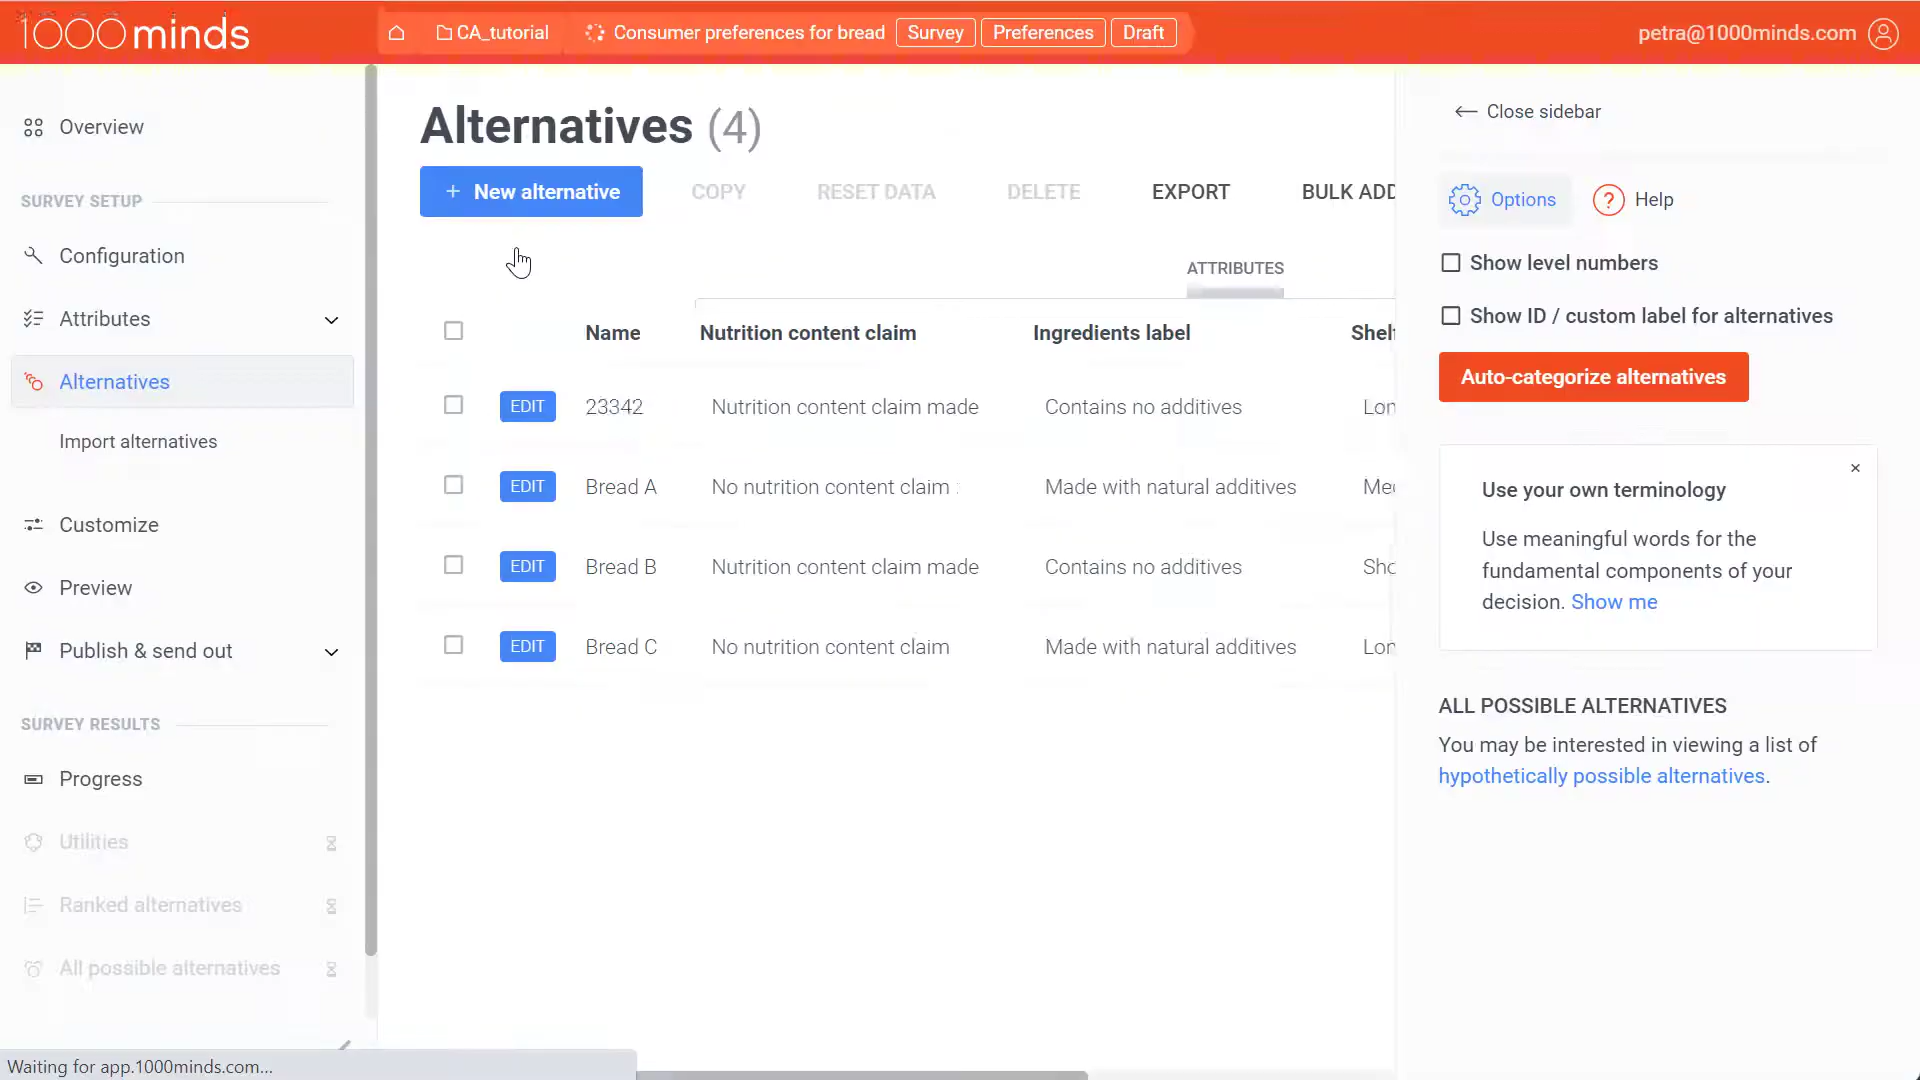 1000minds
CA_tutorial
Consumer preferences for bread
Survey
Preferences
Draft
petra@1000minds.com
Overview
SURVEY SETUP
Configuration
Attributes
Alternatives
Import alternatives
Customize
Preview
Publish & send out
SURVEY RESULTS
Progress
Utilities
Ranked alternatives
All possible alternatives
Waiting for app.1000minds.com...
Alternatives (4)
+ New alternative
COPY
RESET DATA
DELETE
EXPORT
BULK ADD
ATTRIBUTES
Name Nutrition content claim Ingredients label Shelf
EDIT 23342 Nutrition content claim made Contains no additives Lon
EDIT Bread A No nutrition content claim Made with natural additives Med
EDIT Bread B Nutrition content claim made Contains no additives Sho
EDIT Bread C No nutrition content claim Made with natural additives Lon
Close sidebar
Options
? Help
Show level numbers
Show ID / custom label for alternatives
Auto-categorize alternatives
Use your own terminology
Use meaningful words for the
fundamental components of your
decision. Show me
ALL POSSIBLE ALTERNATIVES
You may be interested in viewing a list of
hypothetically possible alternatives.